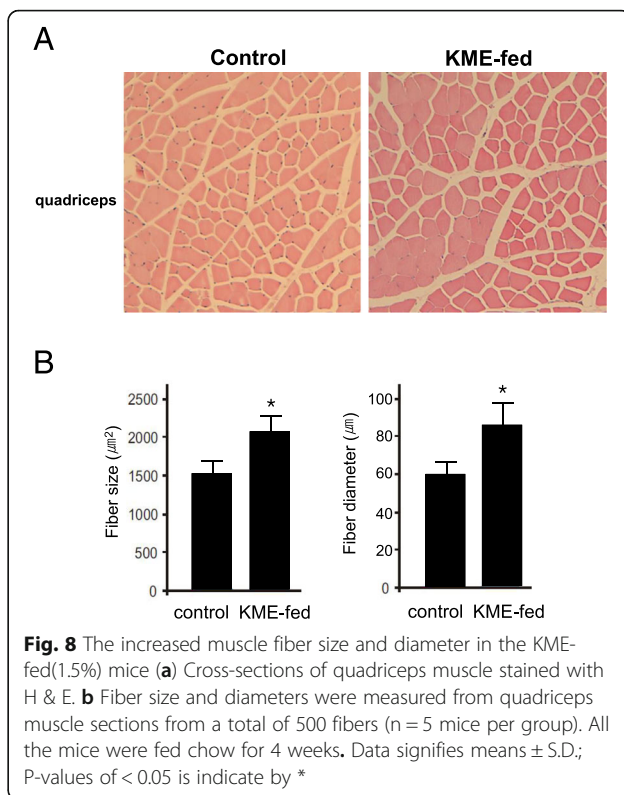 A
Control KME-fed
quadriceps
B
Fiber size (㎛²)
2500
2000
1500
1000
500
0
*
control KME-fed
Fiber diameter (㎛)
100
80
60
40
20
0
*
control KME-fed
Fig. 8 The increased muscle fiber size and diameter in the KME-
fed(1.5%) mice (a) Cross-sections of quadriceps muscle stained with
H & E. b Fiber size and diameters were measured from quadriceps
muscle sections from a total of 500 fibers (n = 5 mice per group). All
the mice were fed chow for 4 weeks. Data signifies means ± S.D.;
P-values of < 0.05 is indicate by *